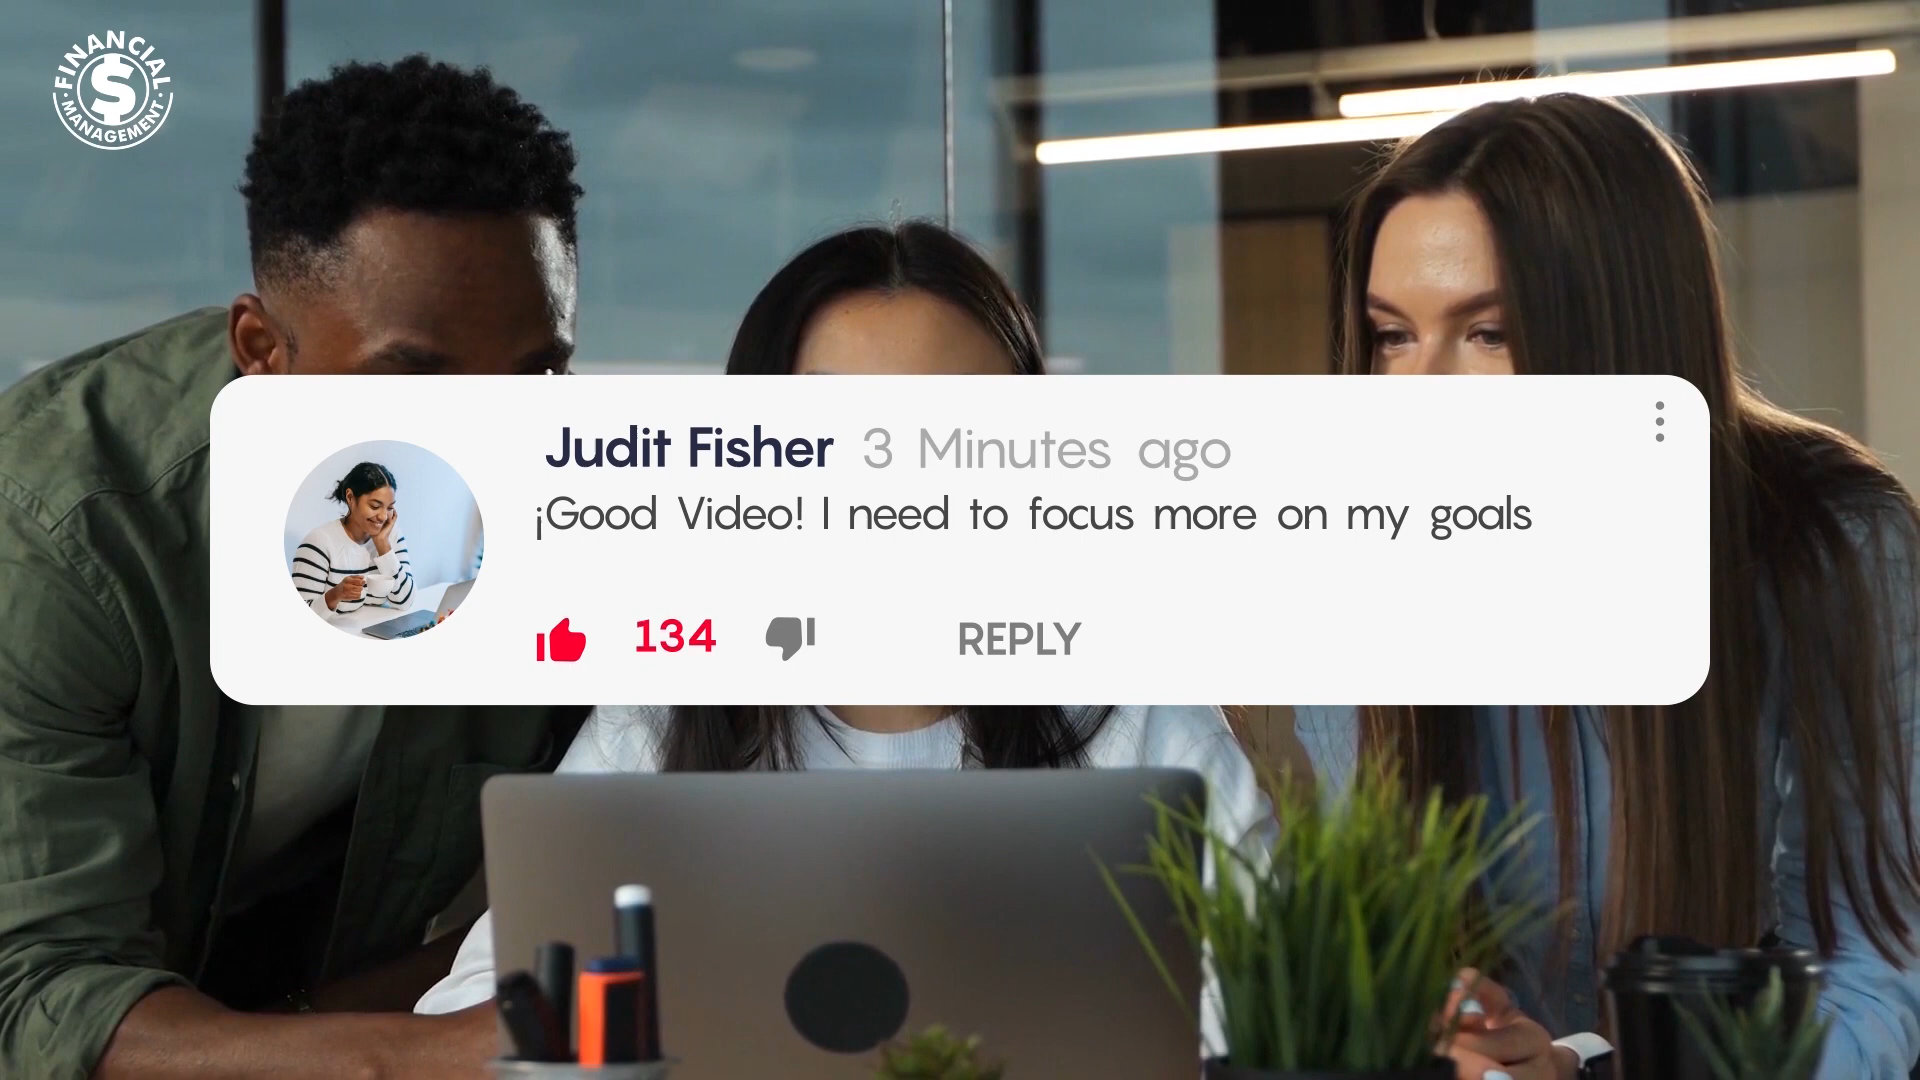 FINANCIAL
$
MANAGEMENT
Judit Fisher 3 Minutes ago
¡Good Video! I need to focus more on my goals
134
REPLY